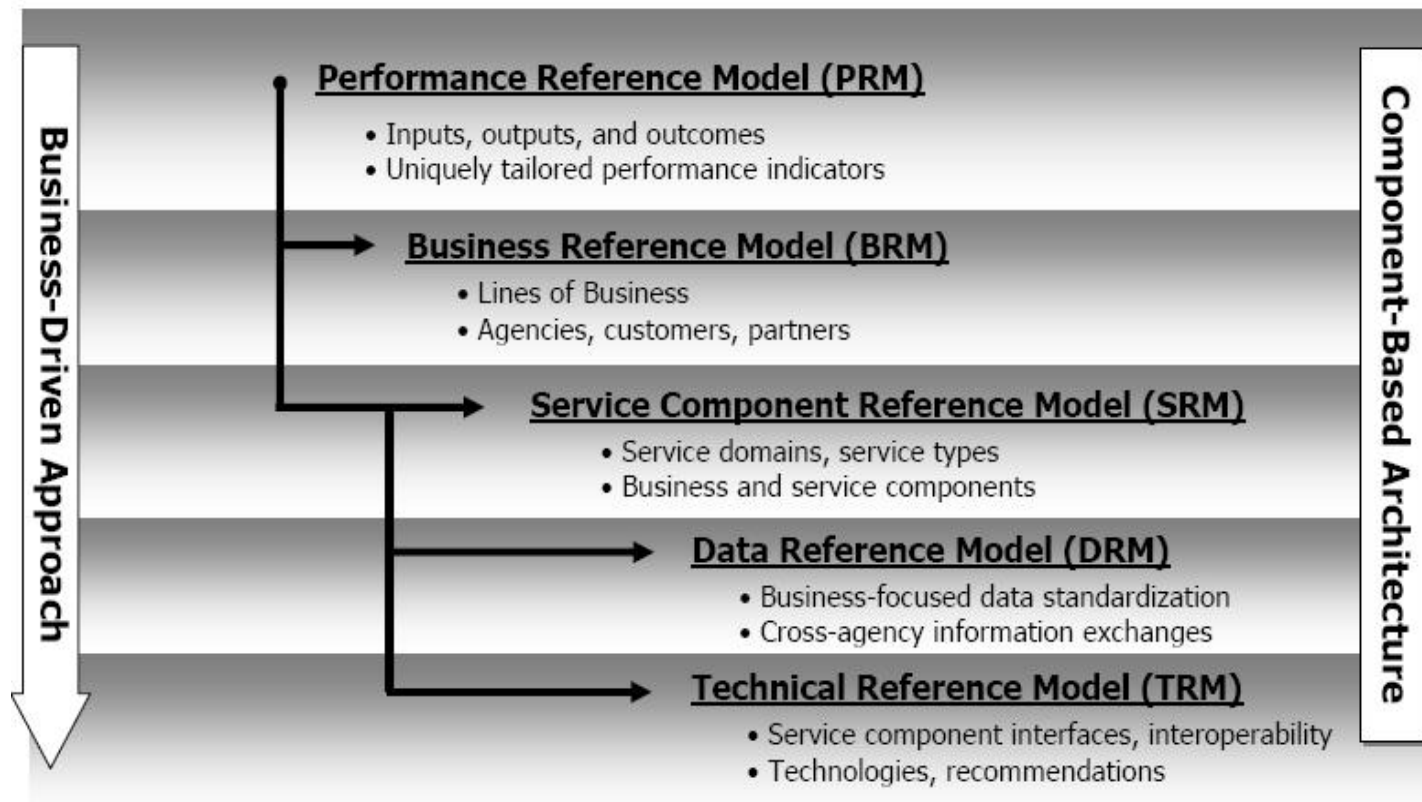 Business-Driven Approach
Performance Reference Model (PRM)
• Inputs, outputs, and outcomes
• Uniquely tailored performance indicators
Business Reference Model (BRM)
• Lines of Business
• Agencies, customers, partners
Service Component Reference Model (SRM)
• Service domains, service types
• Business and service components
Data Reference Model (DRM)
• Business-focused data standardization
• Cross-agency information exchanges
Technical Reference Model (TRM)
• Service component interfaces, interoperability
• Technologies, recommendations
Component-Based Architecture